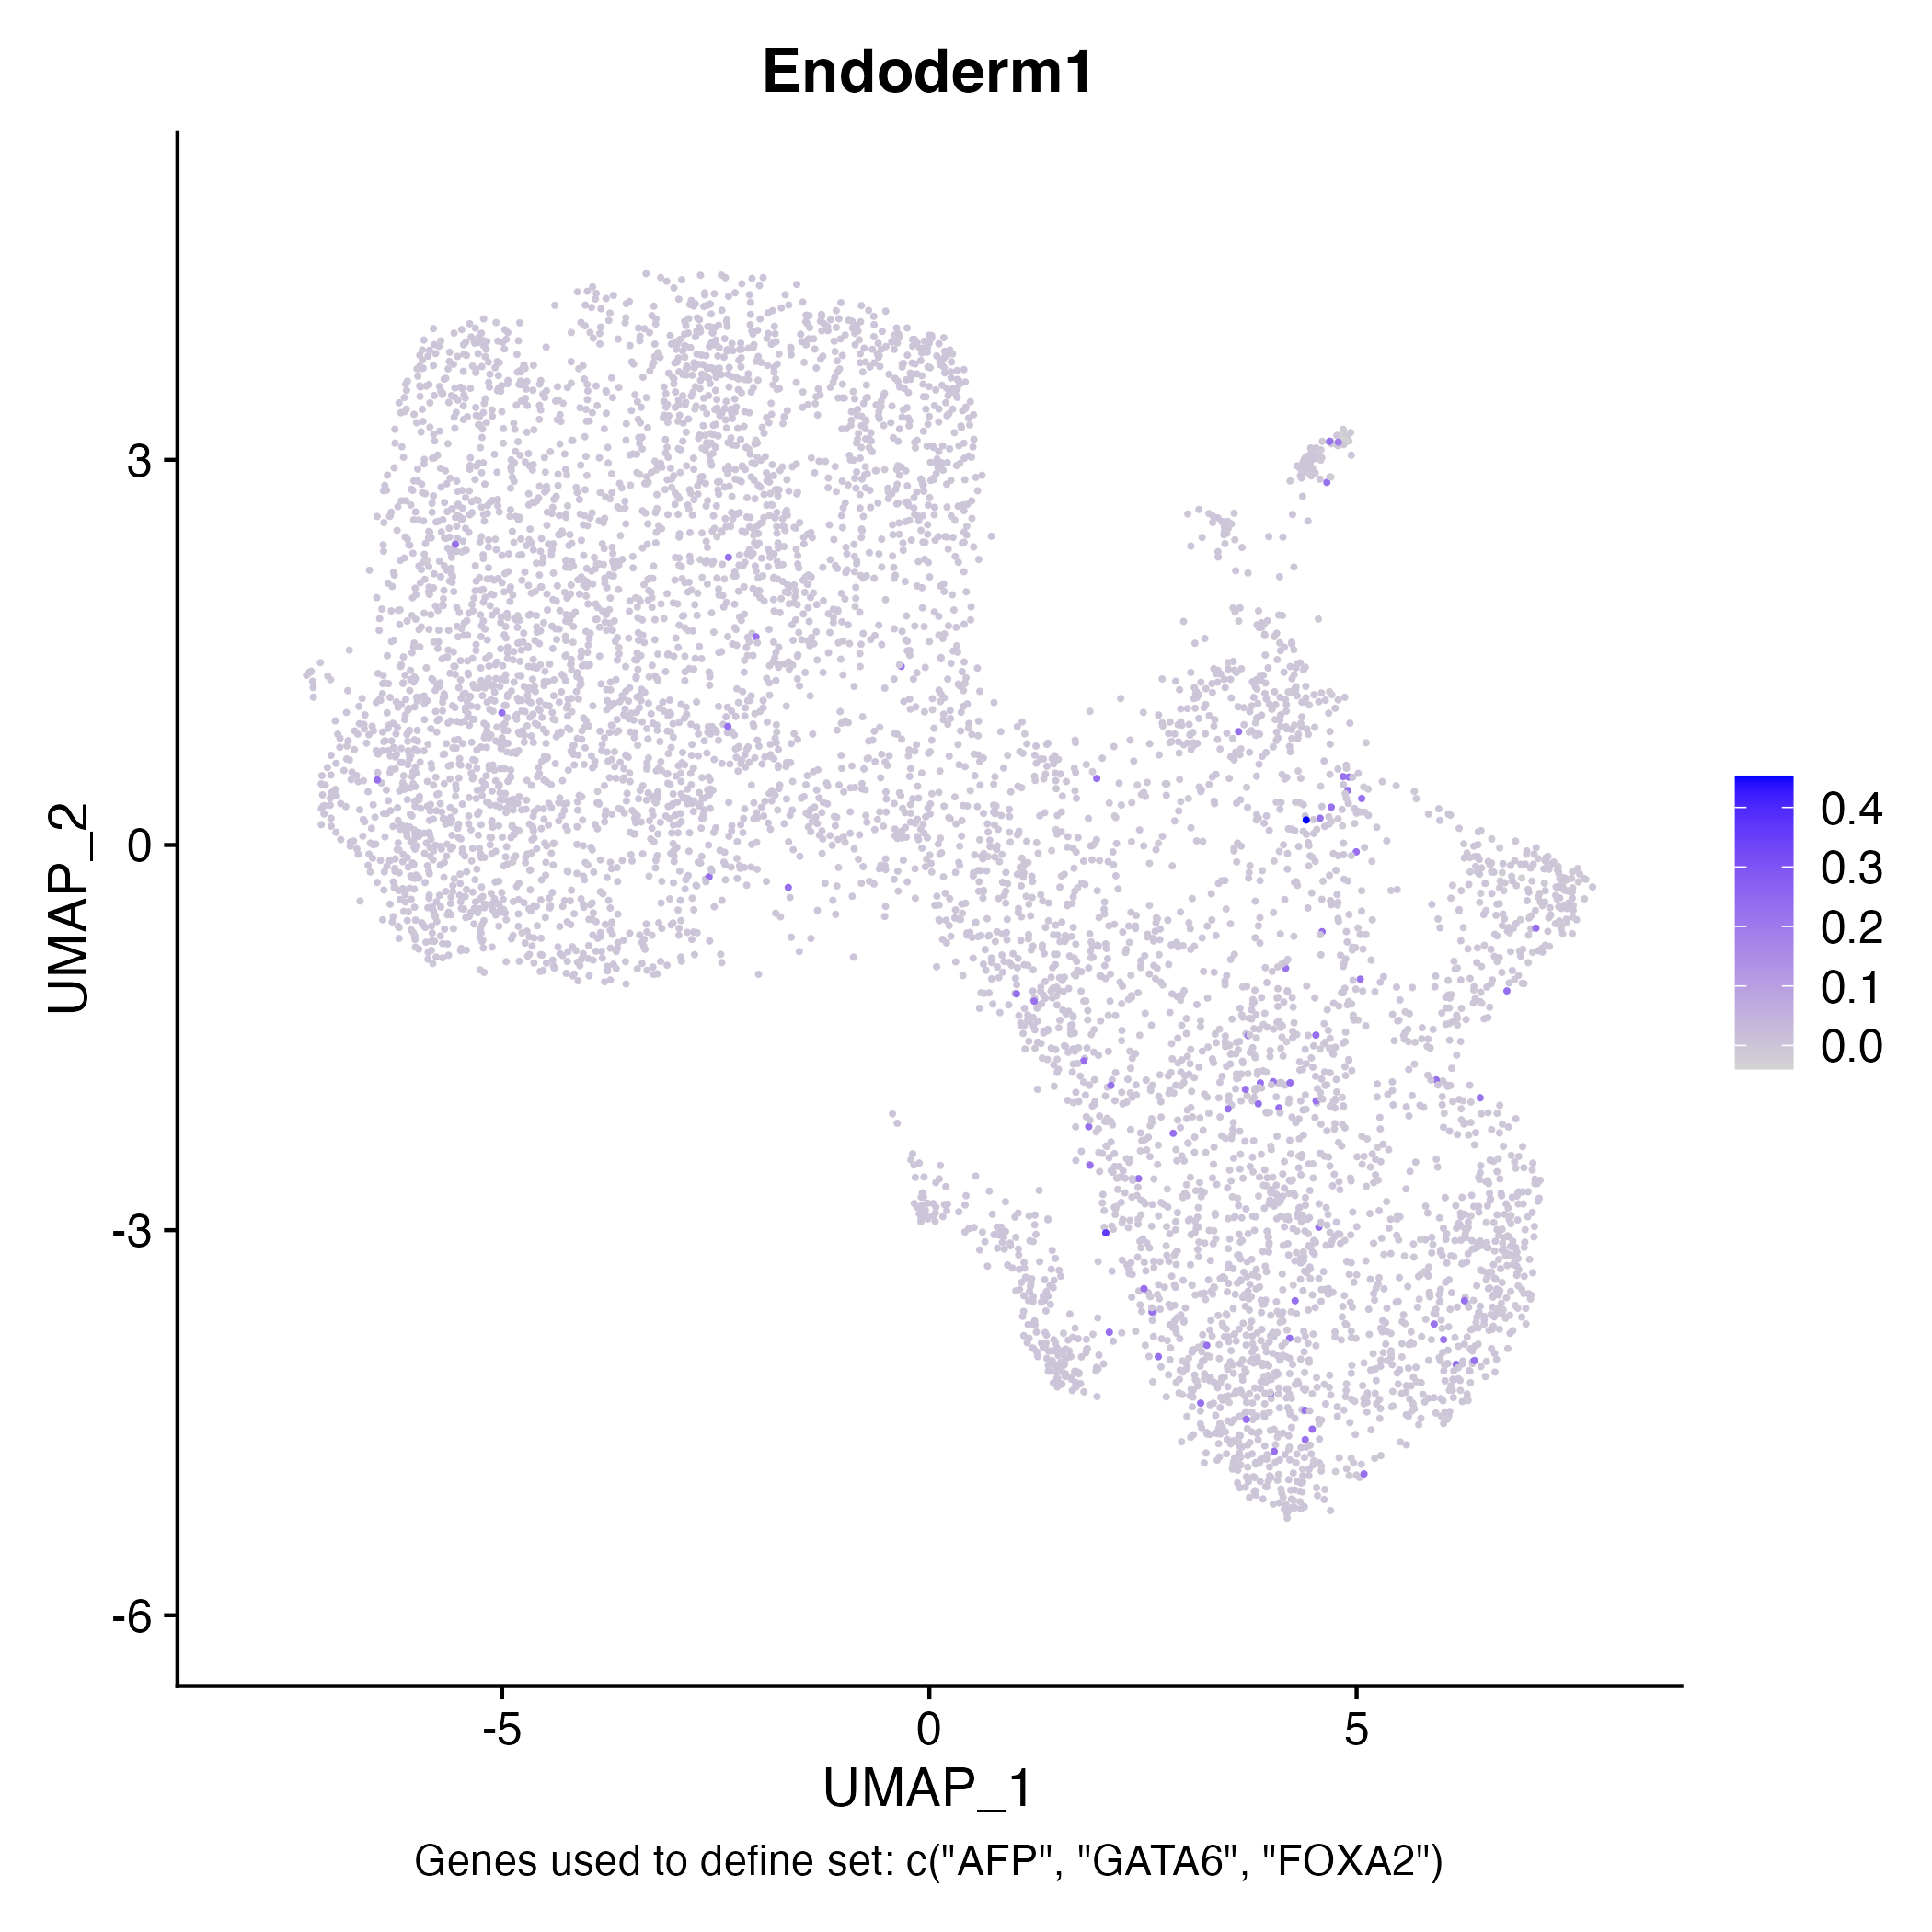 Endoderm1
3
0
-3
-6
UMAP_2
-5 0 5
UMAP_1
0.4
0.3
0.2
0.1
0.0
Genes used to define set: c("AFP", "GATA6", "FOXA2")